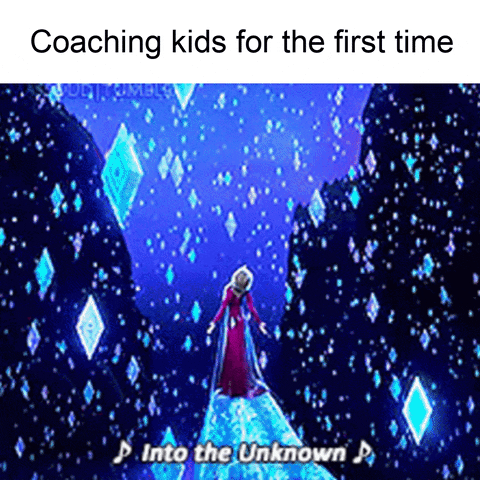 Coaching kids for the first time
♪ Into the Unknown ♪